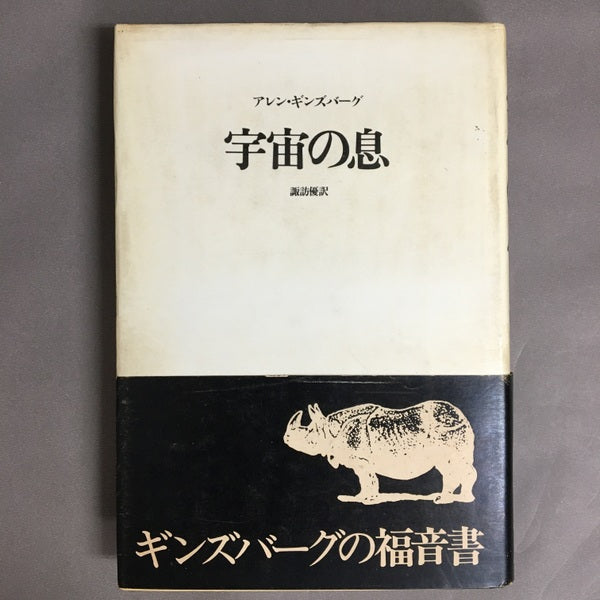 アレン・ギンズバーグ
宇宙の息
諏訪優訳
ギンズバーグの福音書